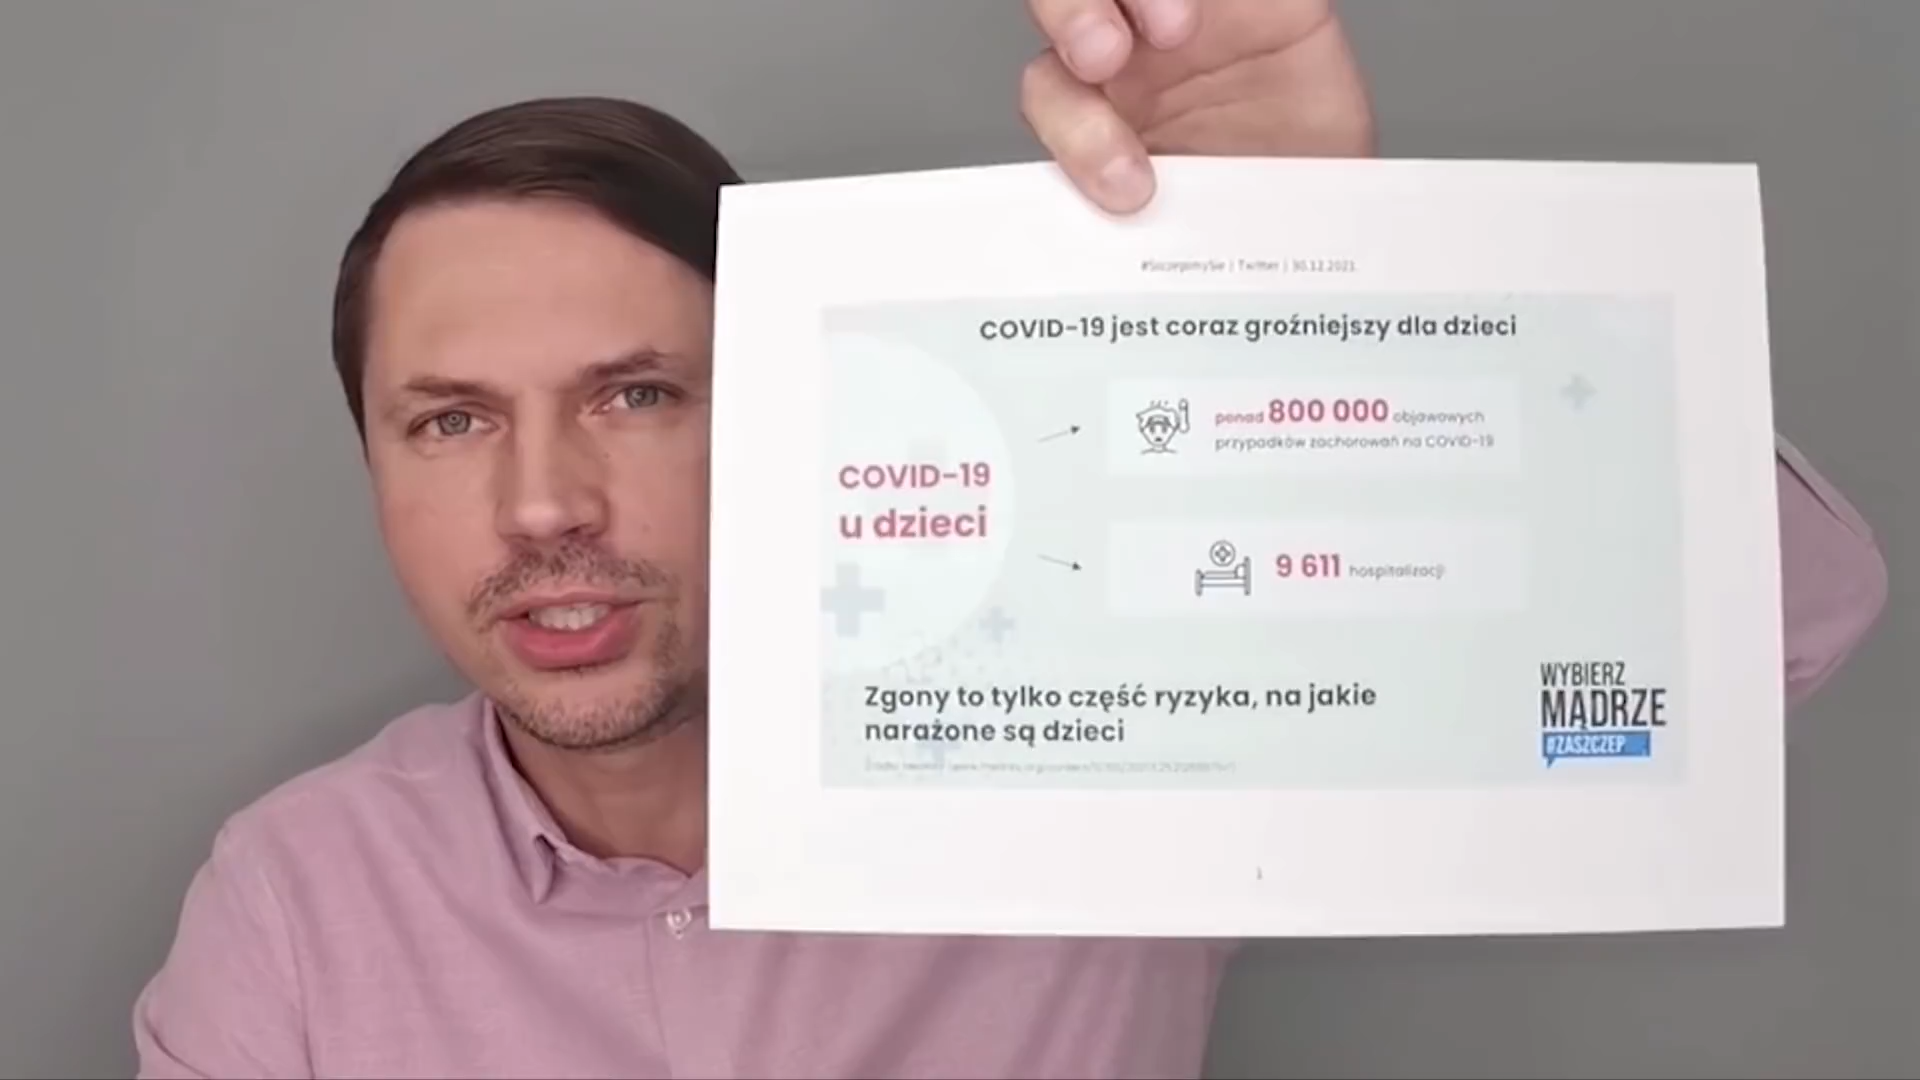 #SzczepimySie | Twitter | 30.12.2021
COVID-19 jest coraz groźniejszy dla dzieci
ponad 800 000 objawowych
przypadków zachorowań na COVID-19
COVID-19
u dzieci
9 611 hospitalizacji
Zgony to tylko część ryzyka, na jakie
narażone są dzieci
WYBIERZ
MĄDRZE
#ZASZCZEP
1